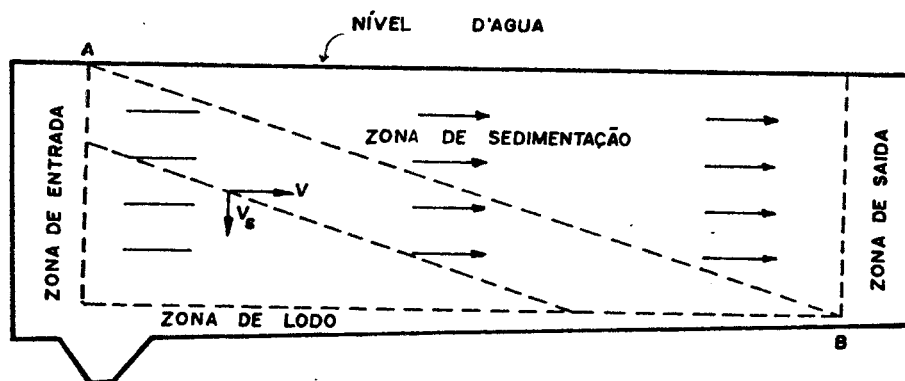 NÍVEL D'AGUA
A
ZONA DE ENTRADA
ZONA DE SEDIMENTAÇÃO
V
Vs
ZONA DE SAIDA
ZONA DE LODO
B